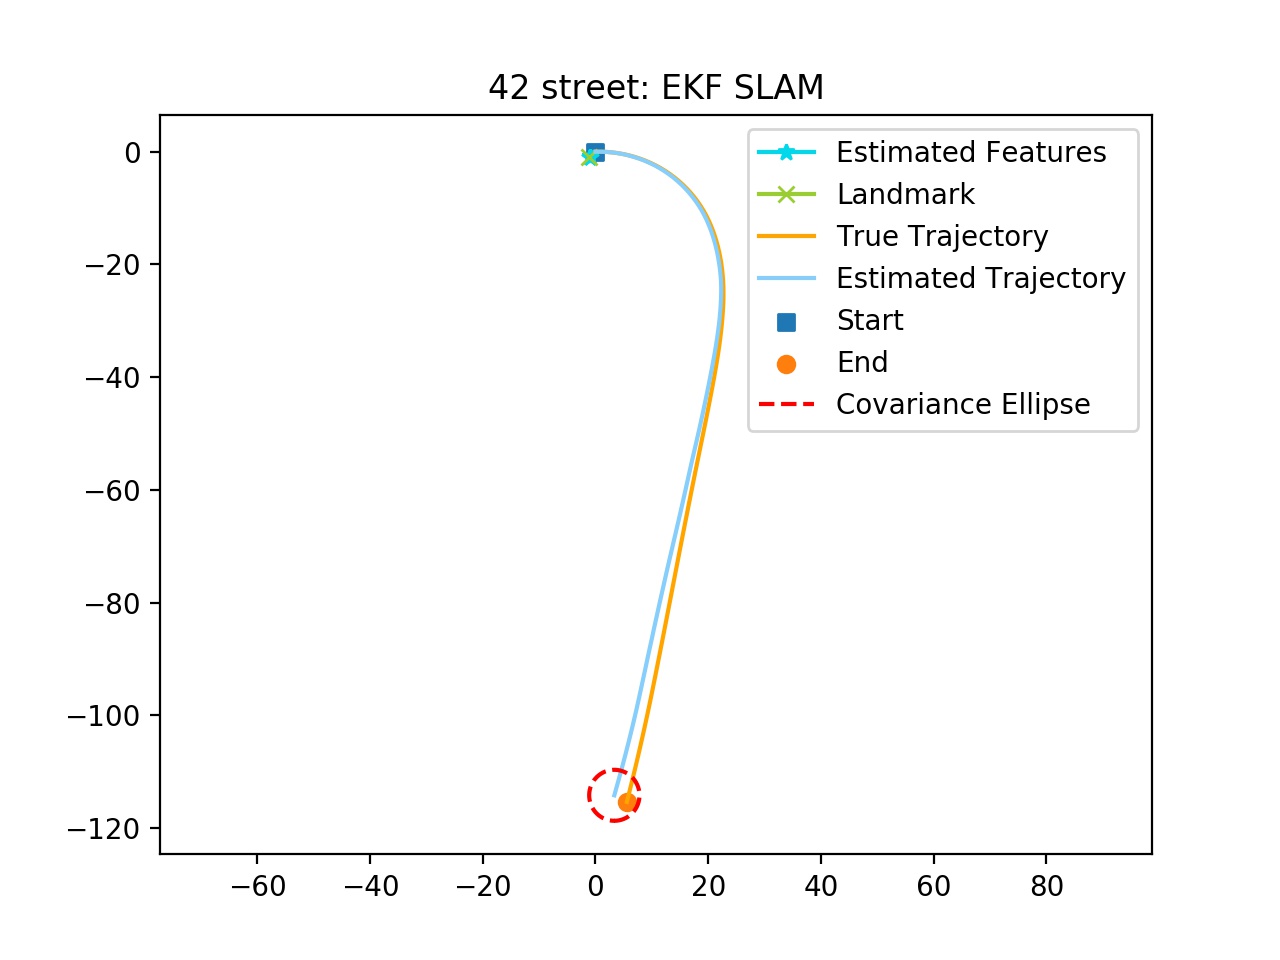 42 street: EKF SLAM
Estimated Features
Landmark
True Trajectory
Estimated Trajectory
Start
End
Covariance Ellipse
0
−20
−40
−60
−80
−100
−120
−60 −40 −20 0 20 40 60 80